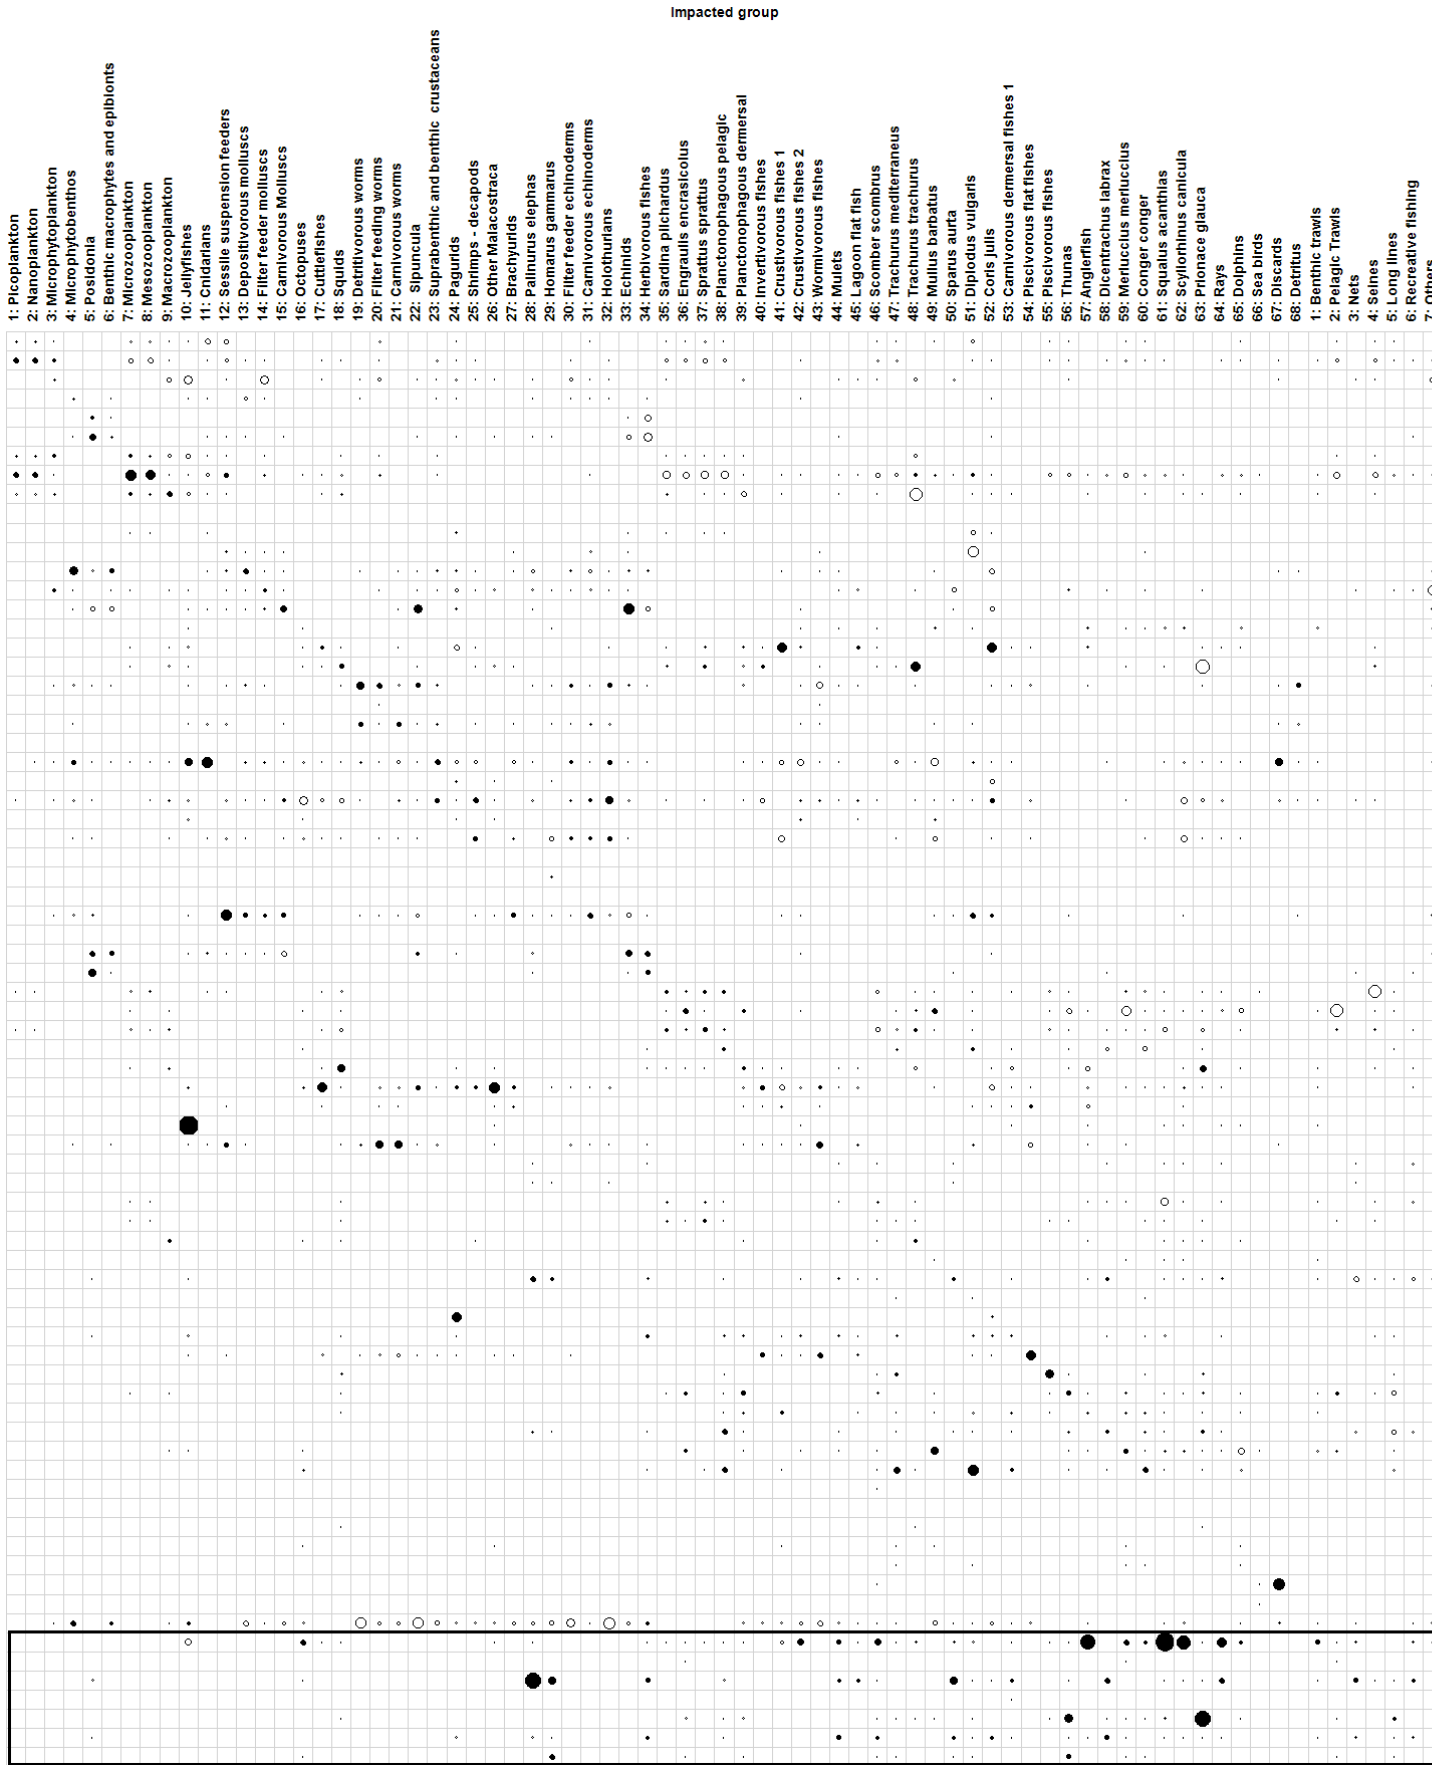 Impacted group
1: Picoplankton
2: Nanoplankton
3: Microphytoplankton
4: Microphytobenthos
5: Posidonia
6: Benthic macrophytes and epibionts
7: Microzooplankton
8: Mesozooplankton
9: Macrozooplankton
10: Jellyfishes
11: Cnidarians
12: Sessile suspension feeders
13: Depositivorous molluscs
14: Filter feeder molluscs
15: Carnivorous Molluscs
16: Octopuses
17: Cuttlefishes
18: Squids
19: Detritivorous worms
20: Filter feeding worms
21: Carnivorous worms
22: Sipuncula
23: Suprabenthic and benthic crustaceans
24: Pagurids
25: Shrimps - decapods
26: Other Malacostraca
27: Brachyurids
28: Palinurus elephas
29: Homarus gammarus
30: Filter feeder echinoderms
31: Carnivorous echinoderms
32: Holothurians
33: Echinids
34: Herbivorous fishes
35: Sardina pilchardus
36: Engraulis encrasicolus
37: Sprattus sprattus
38: Planctonophagous pelagic
39: Planctonophagous dermersal
40: Invertivorous fishes
41: Crustivorous fishes 1
42: Crustivorous fishes 2
43: Wormivorous fishes
44: Mulets
45: Lagoon flat fish
46: Scomber scombrus
47: Trachurus mediterraneus
48: Trachurus trachurus
49: Mullus barbatus
50: Sparus aurta
51: Diplodus vulgaris
52: Coris julis
53: Carnivorous dermersal fishes 1
54: Piscivorous flat fishes
55: Piscivorous fishes
56: Thunas
57: Anglerfish
58: Dicentrachus labrax
59: Merluccius merluccius
60: Conger conger
61: Squalus acanthias
62: Scyliorhinus canicula
63: Prionace glauca
64: Rays
65: Dolphins
66: Sea birds
67: Discards
68: Detritus
1: Benthic trawls
2: Pelagic Trawls
3: Nets
4: Seines
5: Long lines
6: Recreative fishing
7: Others